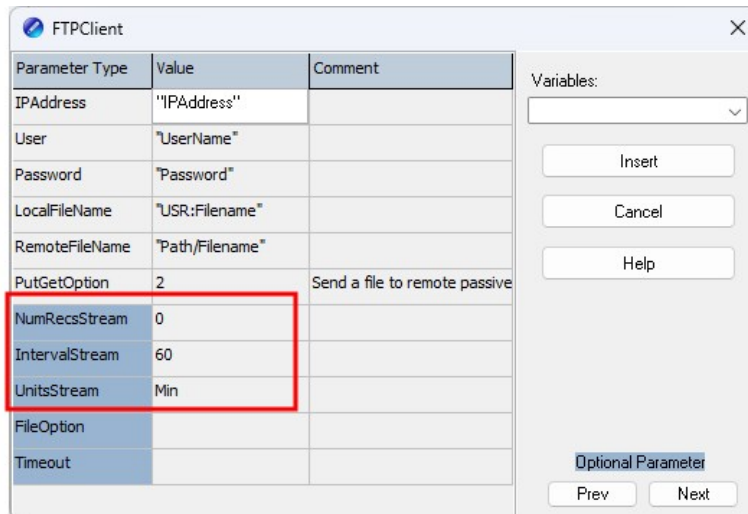 FTPClient
Parameter Type Value Comment
IPAddress "IPAddress"
User "UserName"
Password "Password"
LocalFileName "USR:Filename"
RemoteFileName "Path/Filename"
PutGetOption 2 Send a file to remote passive
NumRecsStream 0
IntervalStream 60
UnitsStream Min
FileOption
Timeout
Variables:
Insert
Cancel
Help
Optional Parameter
Prev Next